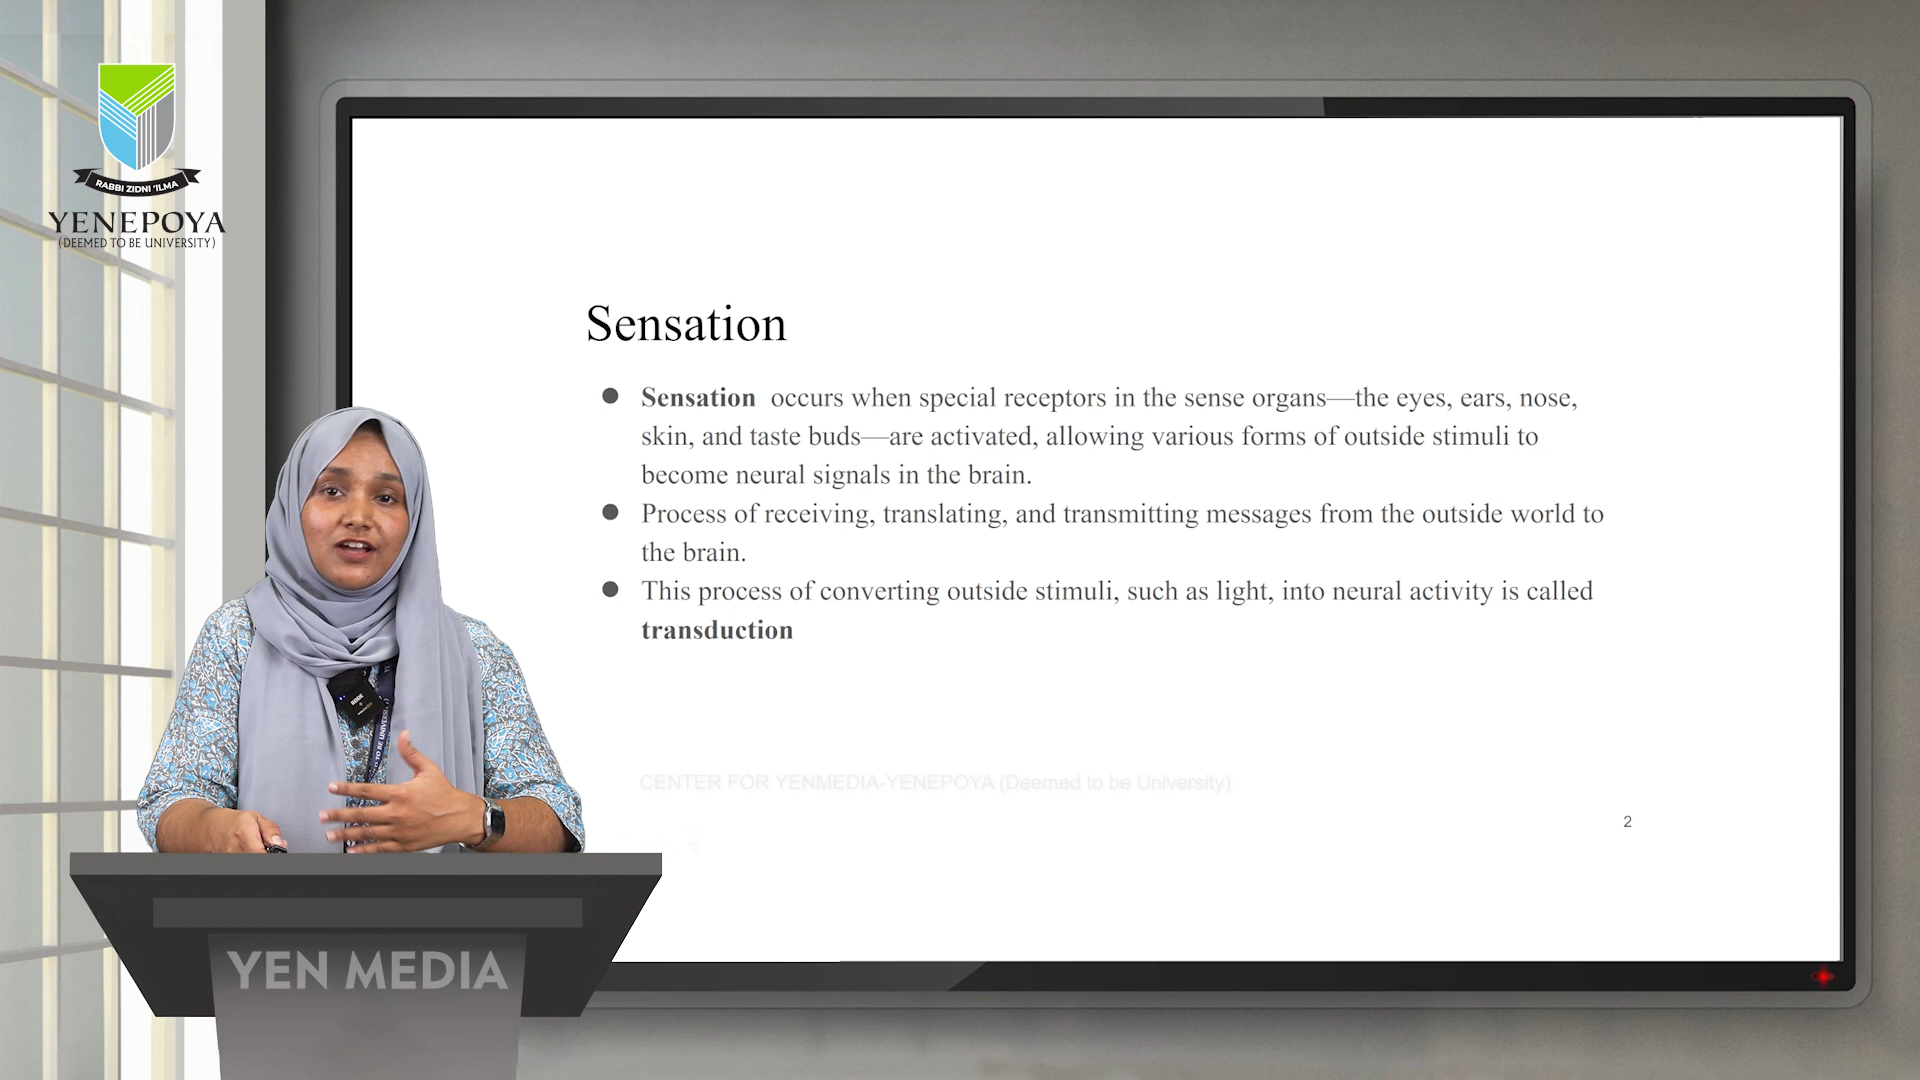 RABBI ZIDNI 'ILMA
YENEPOYA
(DEEMED TO BE UNIVERSITY)
Sensation
● Sensation occurs when special receptors in the sense organs—the eyes, ears, nose,
skin, and taste buds—are activated, allowing various forms of outside stimuli to
become neural signals in the brain.
● Process of receiving, translating, and transmitting messages from the outside world to
the brain.
● This process of converting outside stimuli, such as light, into neural activity is called
transduction
CENTER FOR YENMEDIA-YENEPOYA (Deemed to be University)
2
RODE
TO BE UNIVERSI
YEN MEDIA